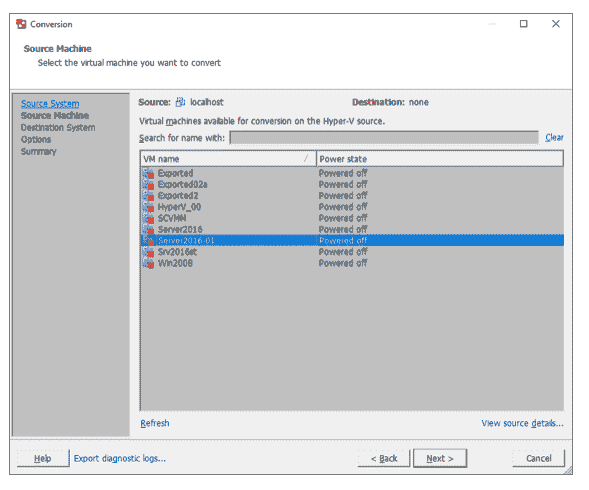 Conversion
Source Machine
Select the virtual machine you want to convert
Source System
Source Machine
Destination System
Options
Summary
Source: localhost Destination: none
Virtual machines available for conversion on the Hyper-V source.
Search for name with: Clear
VM name / Power state
Exported Powered off
Exported02a Powered off
Exported2 Powered off
HyperV_00 Powered off
SCVMM Powered off
Server2016 Powered off
Server2016-01 Powered off
Srv2016et Powered off
Win2008 Powered off
Refresh View source details...
Help Export diagnostic logs... < Back Next > Cancel